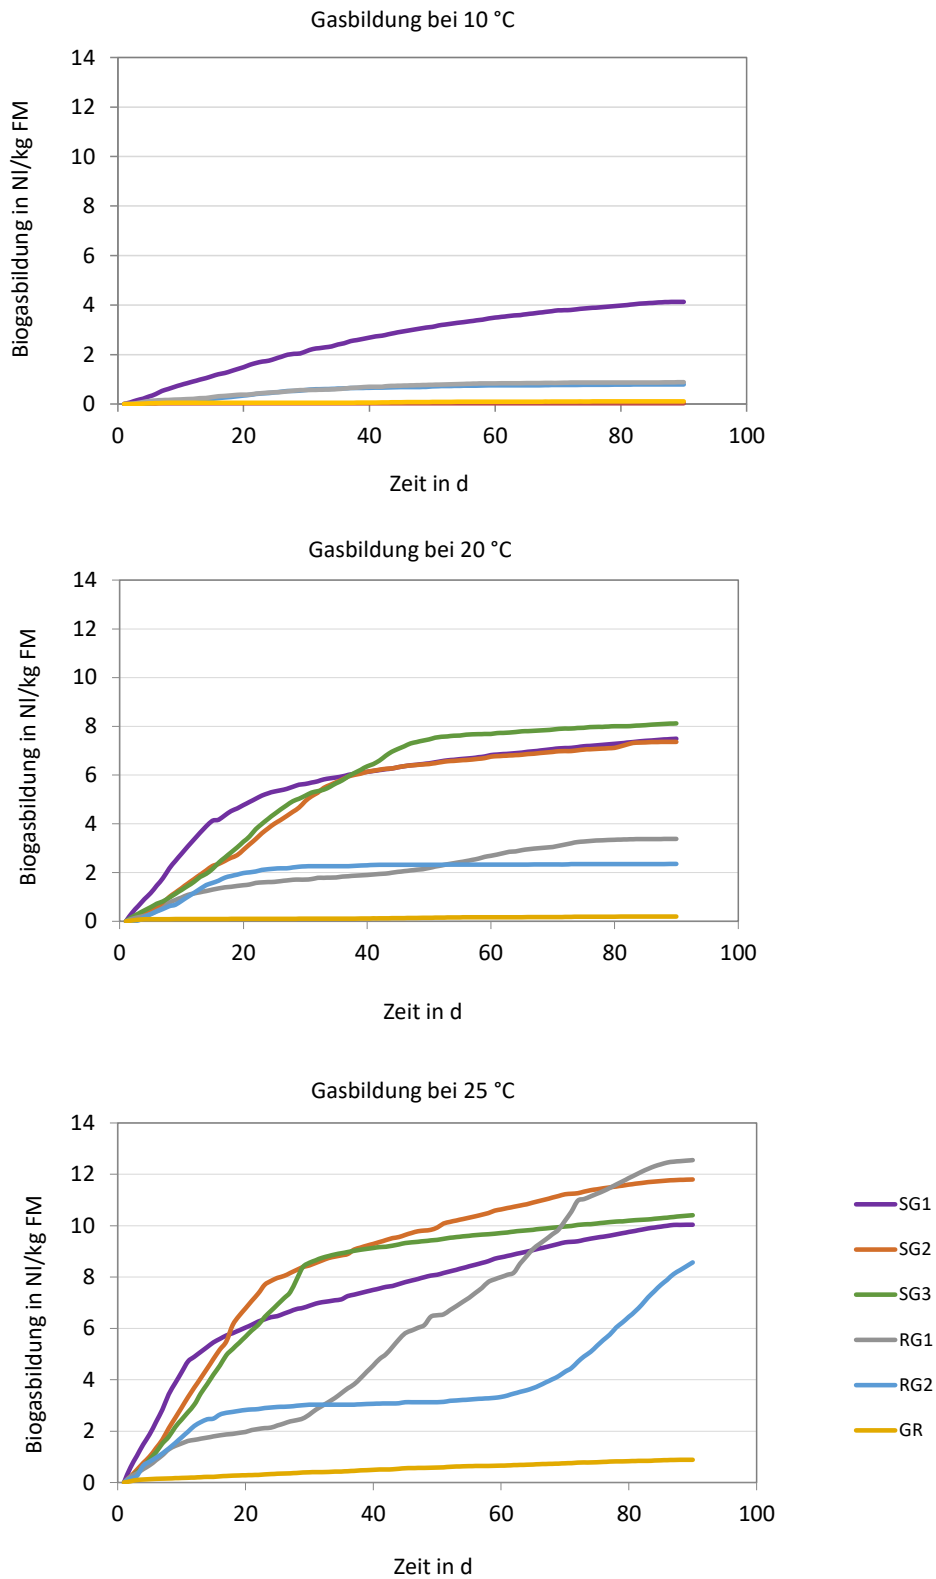 Gasbildung bei 10 °C
Biogasbildung in Nl/kg FM
14
12
10
8
6
4
2
0
0 20 40 60 80 100
Zeit in d
Gasbildung bei 20 °C
Biogasbildung in Nl/kg FM
14
12
10
8
6
4
2
0
0 20 40 60 80 100
Zeit in d
Gasbildung bei 25 °C
Biogasbildung in Nl/kg FM
14
12
10
8
6
4
2
0
0 20 40 60 80 100
Zeit in d
SG1
SG2
SG3
RG1
RG2
GR